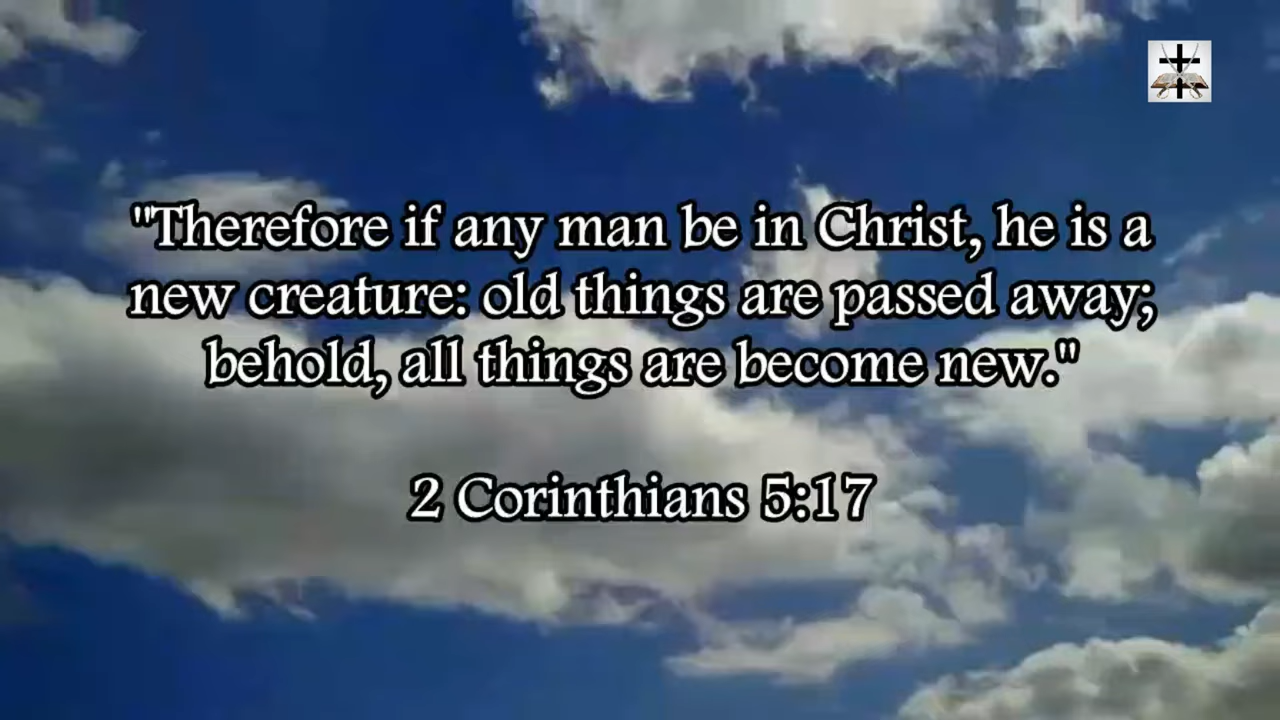 "Therefore if any man be in Christ, he is a
new creature: old things are passed away;
behold, all things are become new."
2 Corinthians 5:17